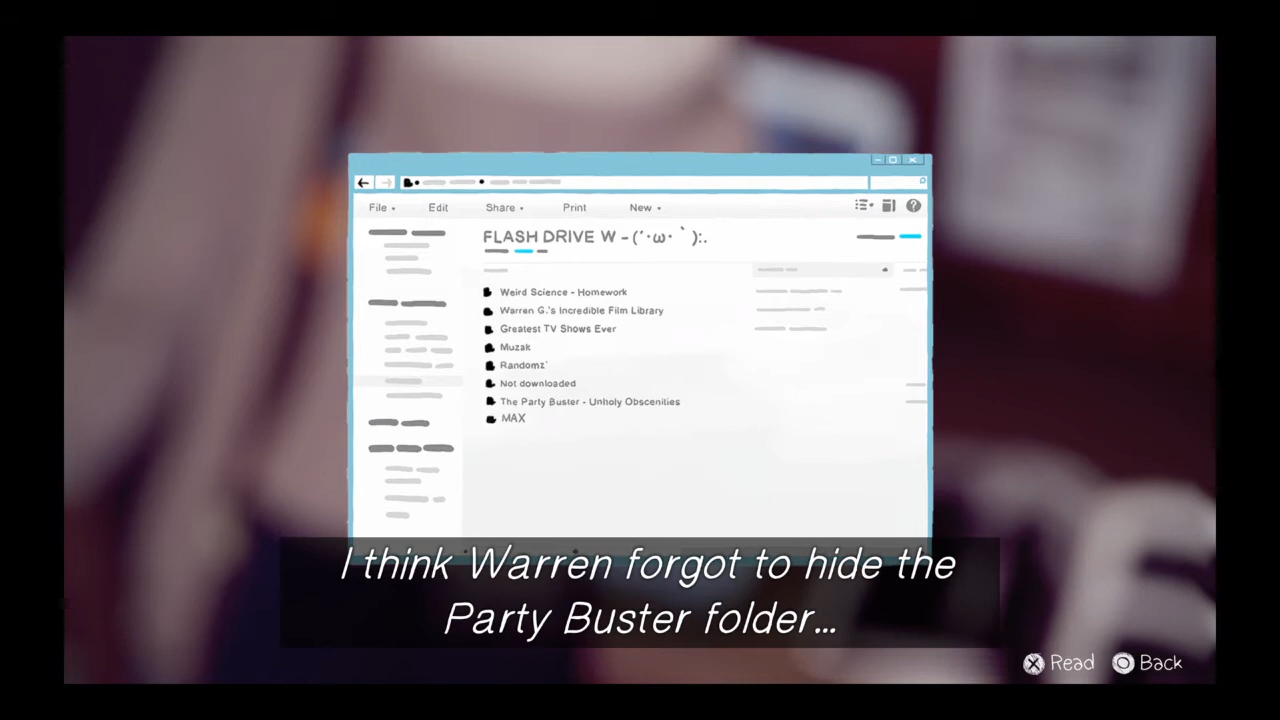 File
Edit
Share
Print
New
FLASH DRIVE W -(´･ω･｀):.
Weird Science - Homework
Warren G.'s Incredible Film Library
Greatest TV Shows Ever
Muzak
Randomz'
Not downloaded
The Party Buster - Unholy Obscenities
MAX
I think Warren forgot to hide the
Party Buster folder...
Read
Back